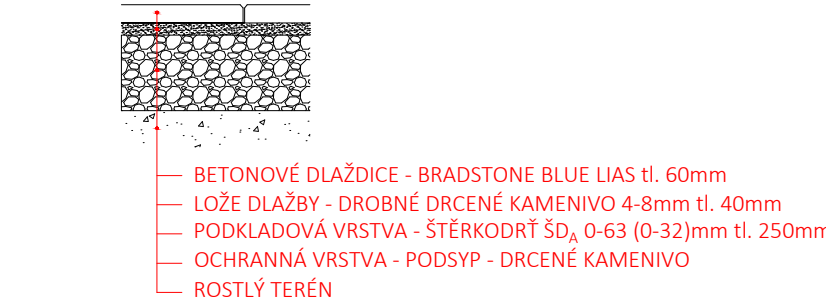 BETONOVÉ DLAŽDICE - BRADSTONE BLUE LIAS tl. 60mm
LOŽE DLAŽBY - DROBNÉ DRCENÉ KAMENIVO 4-8mm tl. 40mm
PODKLADOVÁ VRSTVA - ŠTĚRKODRŤ ŠDA 0-63 (0-32)mm tl. 250mm
OCHRANNÁ VRSTVA - PODSYP - DRCENÉ KAMENIVO
ROSTLÝ TERÉN